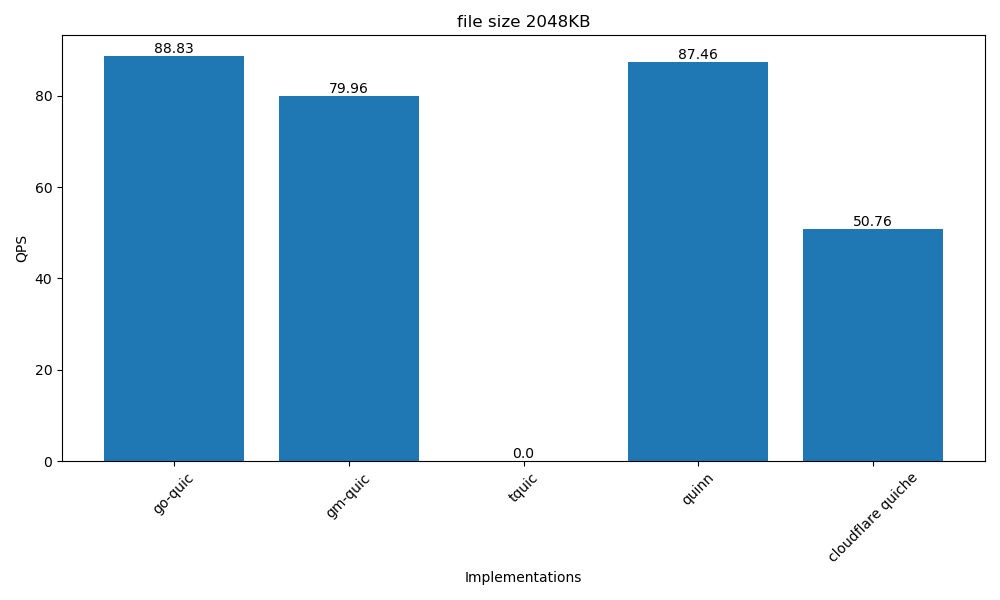 file size 2048KB
88.83
79.96
0.0
87.46
50.76
QPS
80
60
40
20
0
go-quic
gm-quic
tquic
quinn
cloudflare quiche
Implementations